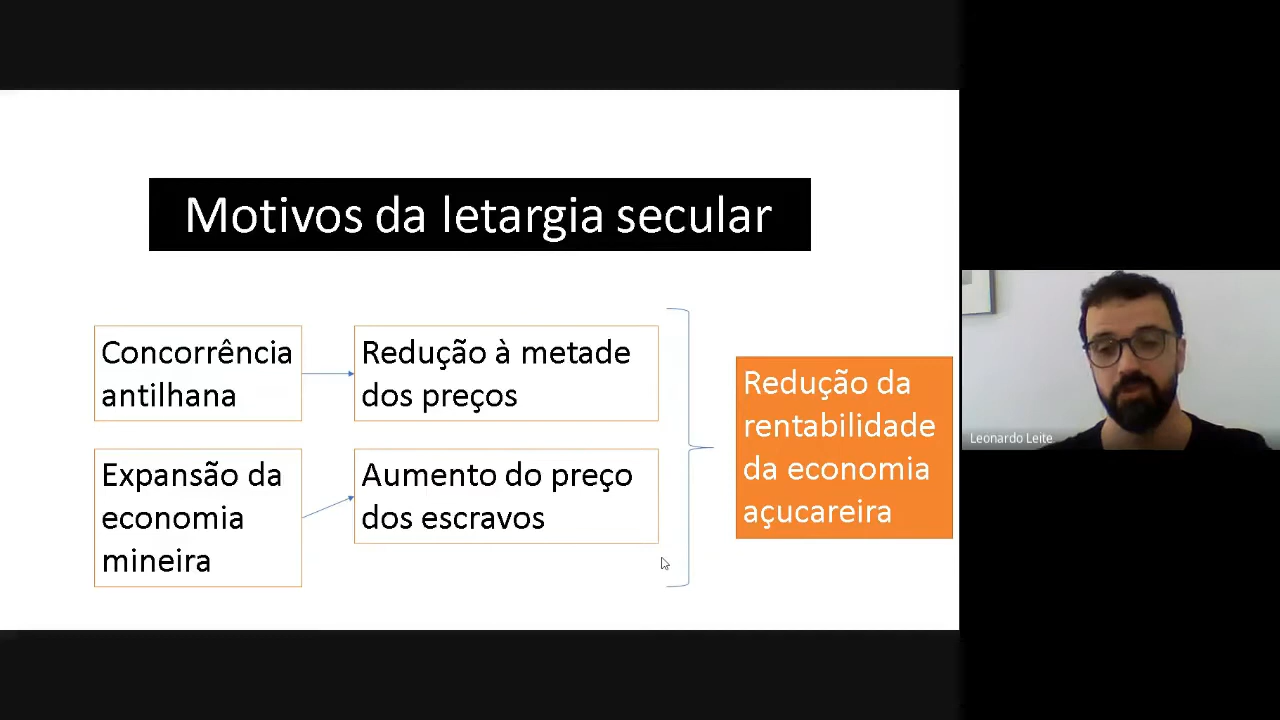 Motivos da letargia secular
Concorrência
antilhana
Redução à metade
dos preços
Expansão da
economia
mineira
Aumento do preço
dos escravos
Redução da
rentabilidade
da economia
açucareira
Leonardo Leite